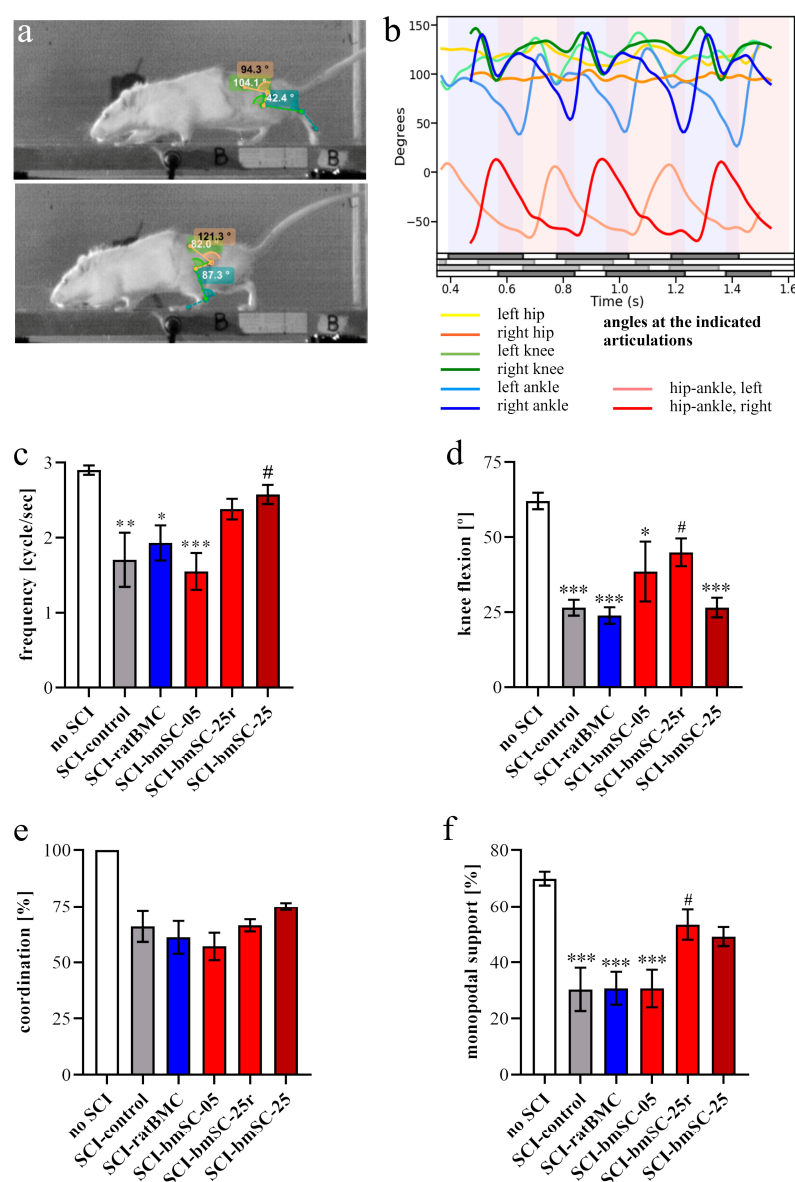 a
94.3 °
104.1 °
42.4 °
B
B
121.3 °
82.0 °
87.3 °
B
B
b
Degrees
150
100
50
0
−50
0.4 0.6 0.8 1.0 1.2 1.4 1.6
Time (s)
left hip
right hip
left knee
right knee
left ankle
right ankle
angles at the indicated
articulations
hip-ankle, left
hip-ankle, right
c
frequency [cycle/sec]
3
2
1
0
** * *** #
no SCI
SCI-control
SCI-ratBMC
SCI-bmSC-05
SCI-bmSC-25r
SCI-bmSC-25
d
knee flexion [°]
75
50
25
0
*** *** * # ***
no SCI
SCI-control
SCI-ratBMC
SCI-bmSC-05
SCI-bmSC-25r
SCI-bmSC-25
e
coordination [%]
100
75
50
25
0
no SCI
SCI-control
SCI-ratBMC
SCI-bmSC-05
SCI-bmSC-25r
SCI-bmSC-25
f
monopodal support [%]
80
60
40
20
0
*** *** *** #
no SCI
SCI-control
SCI-ratBMC
SCI-bmSC-05
SCI-bmSC-25r
SCI-bmSC-25